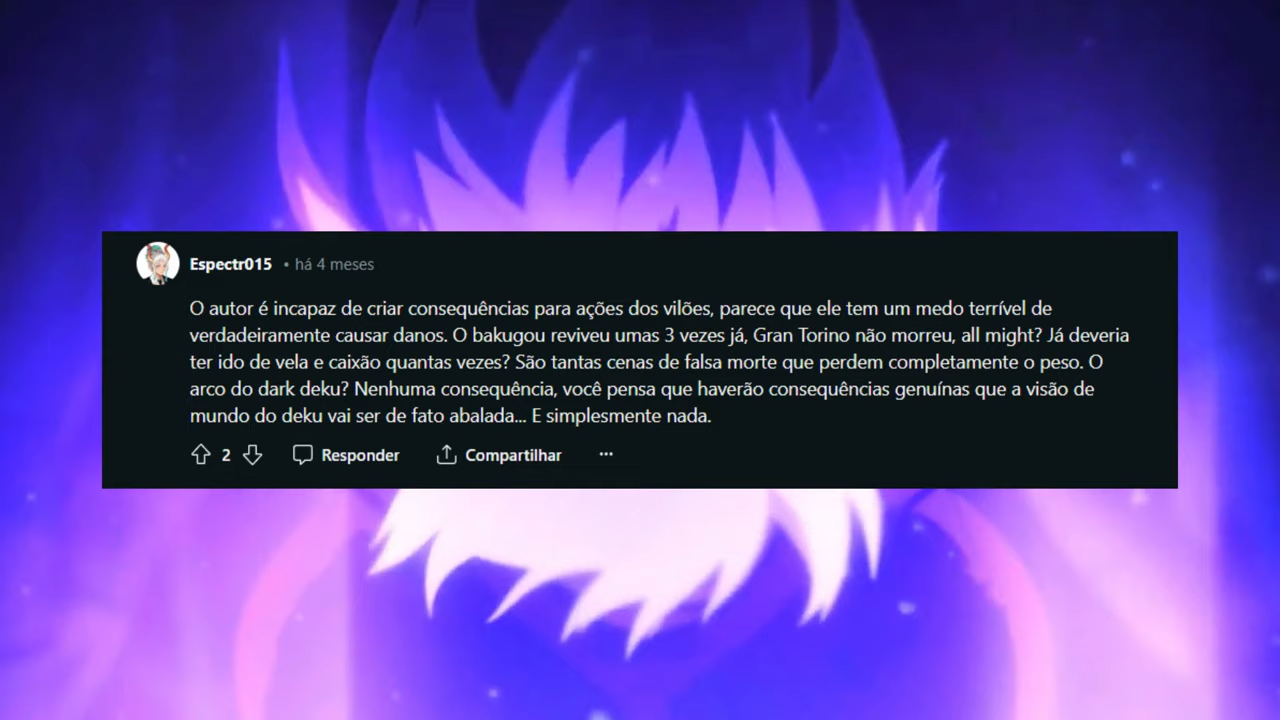 Espectr015 • há 4 meses
O autor é incapaz de criar consequências para ações dos vilões, parece que ele tem um medo terrível de
verdadeiramente causar danos. O bakugou reviveu umas 3 vezes já, Gran Torino não morreu, all might? Já deveria
ter ido de vela e caixão quantas vezes? São tantas cenas de falsa morte que perdem completamente o peso. O
arco do dark deku? Nenhuma consequência, você pensa que haverão consequências genuínas que a visão de
mundo do deku vai ser de fato abalada... E simplesmente nada.
2 Responder Compartilhar ...